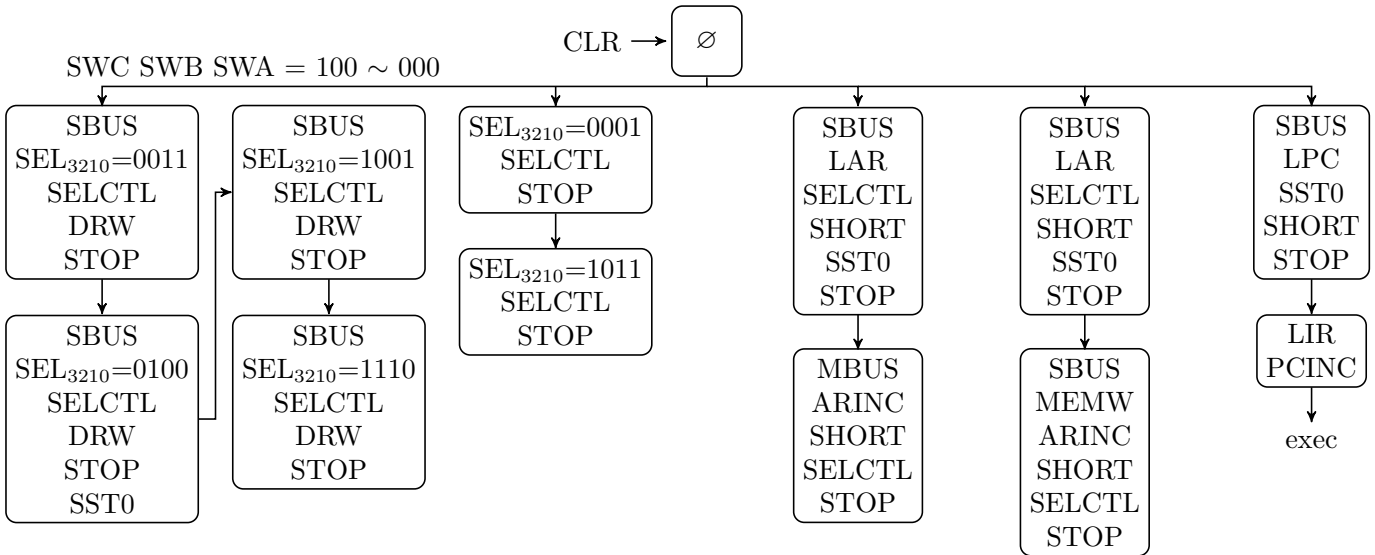 CLR
∅
SWC SWB SWA = 100 ∼ 000
SBUS
SEL₃₂₁₀=0011
SELCTL
DRW
STOP
SBUS
SEL₃₂₁₀=0100
SELCTL
DRW
STOP
SST0
SBUS
SEL₃₂₁₀=1001
SELCTL
DRW
STOP
SBUS
SEL₃₂₁₀=1110
SELCTL
DRW
STOP
SEL₃₂₁₀=0001
SELCTL
STOP
SEL₃₂₁₀=1011
SELCTL
STOP
SBUS
LAR
SELCTL
SHORT
SST0
STOP
MBUS
ARINC
SHORT
SELCTL
STOP
SBUS
LAR
SELCTL
SHORT
SST0
STOP
SBUS
MEMW
ARINC
SHORT
SELCTL
STOP
SBUS
LPC
SST0
SHORT
STOP
LIR
PCINC
exec